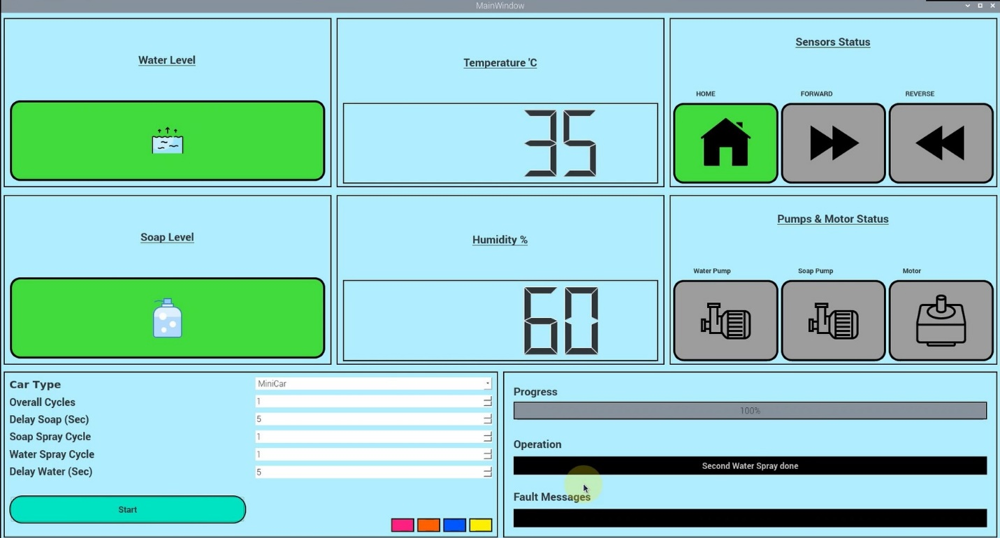 MainWindow
Water Level
Temperature 'C
35
Sensors Status
HOME
FORWARD
REVERSE
Soap Level
Humidity %
60
Pumps & Motor Status
Water Pump
Soap Pump
Motor
Car Type
MiniCar
Overall Cycles
1
Delay Soap (Sec)
5
Soap Spray Cycle
1
Water Spray Cycle
1
Delay Water (Sec)
5
Start
Progress
100%
Operation
Second Water Spray done
Fault Messages